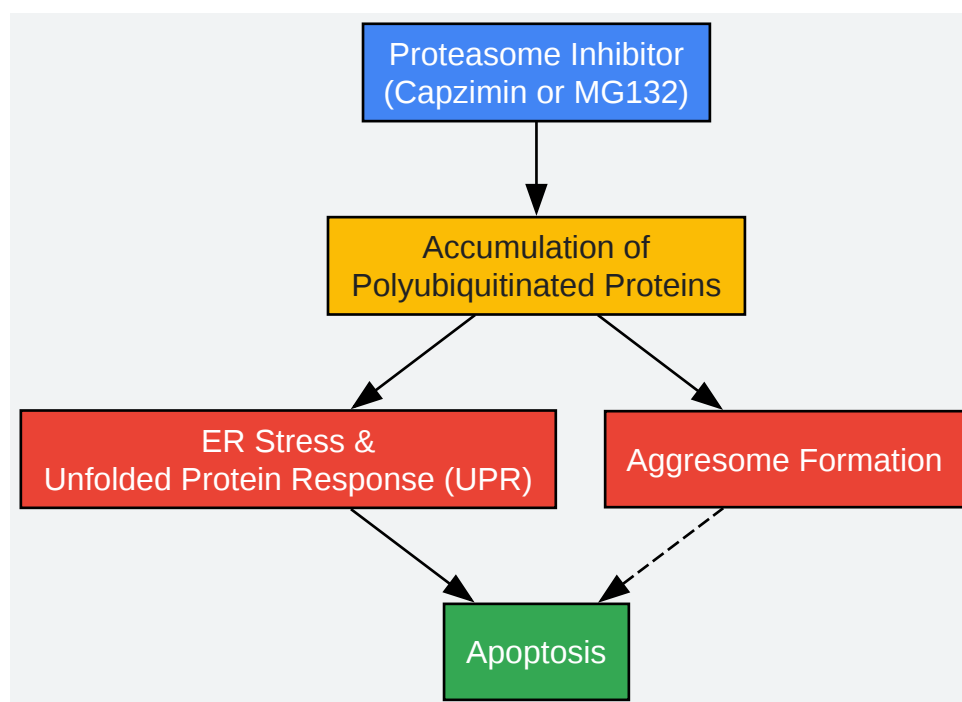 Proteasome Inhibitor
(Capzimin or MG132)
Accumulation of
Polyubiquitinated Proteins
ER Stress &
Unfolded Protein Response (UPR)
Aggresome Formation
Apoptosis